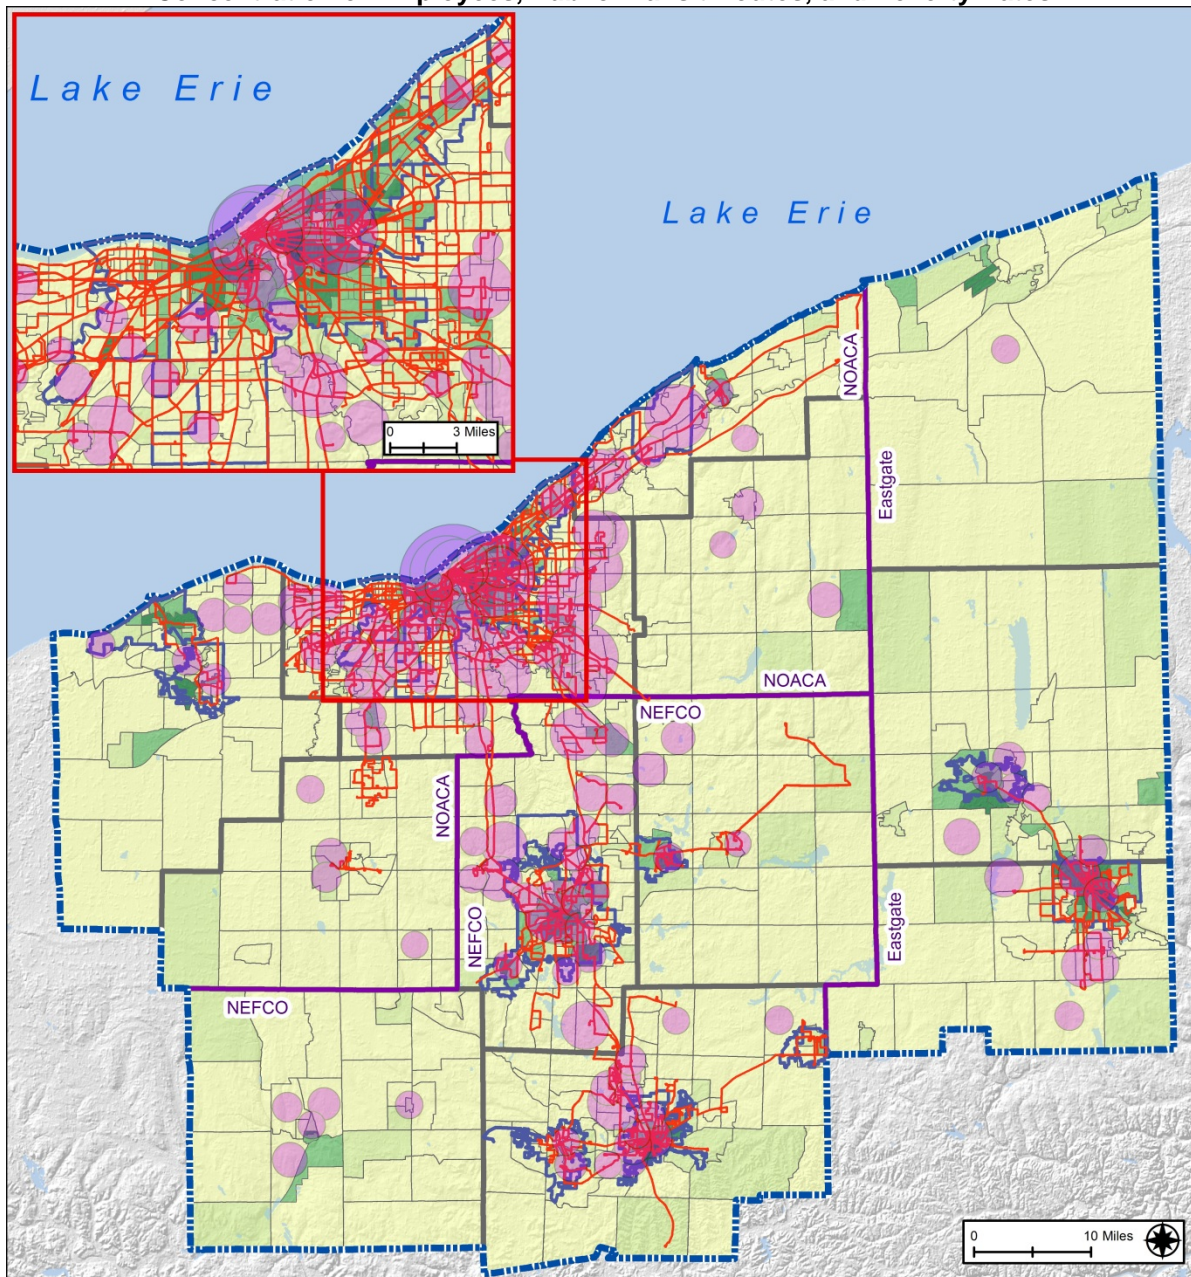 Lake Erie
0 3 Miles
Lake Erie
NOACA
Eastgate
NOACA
NEFCO
NOACA
NEFCO
Eastgate
NEFCO
0 10 Miles